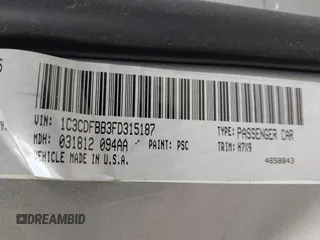 VIN: 1C3CDFBB3FD315187 TYPE: PASSENGER CAR
MDH: 031812 094AA PAINT: PSC TRIM: H7X9
VEHICLE MADE IN U.S.A. 4658843
DREAMBID